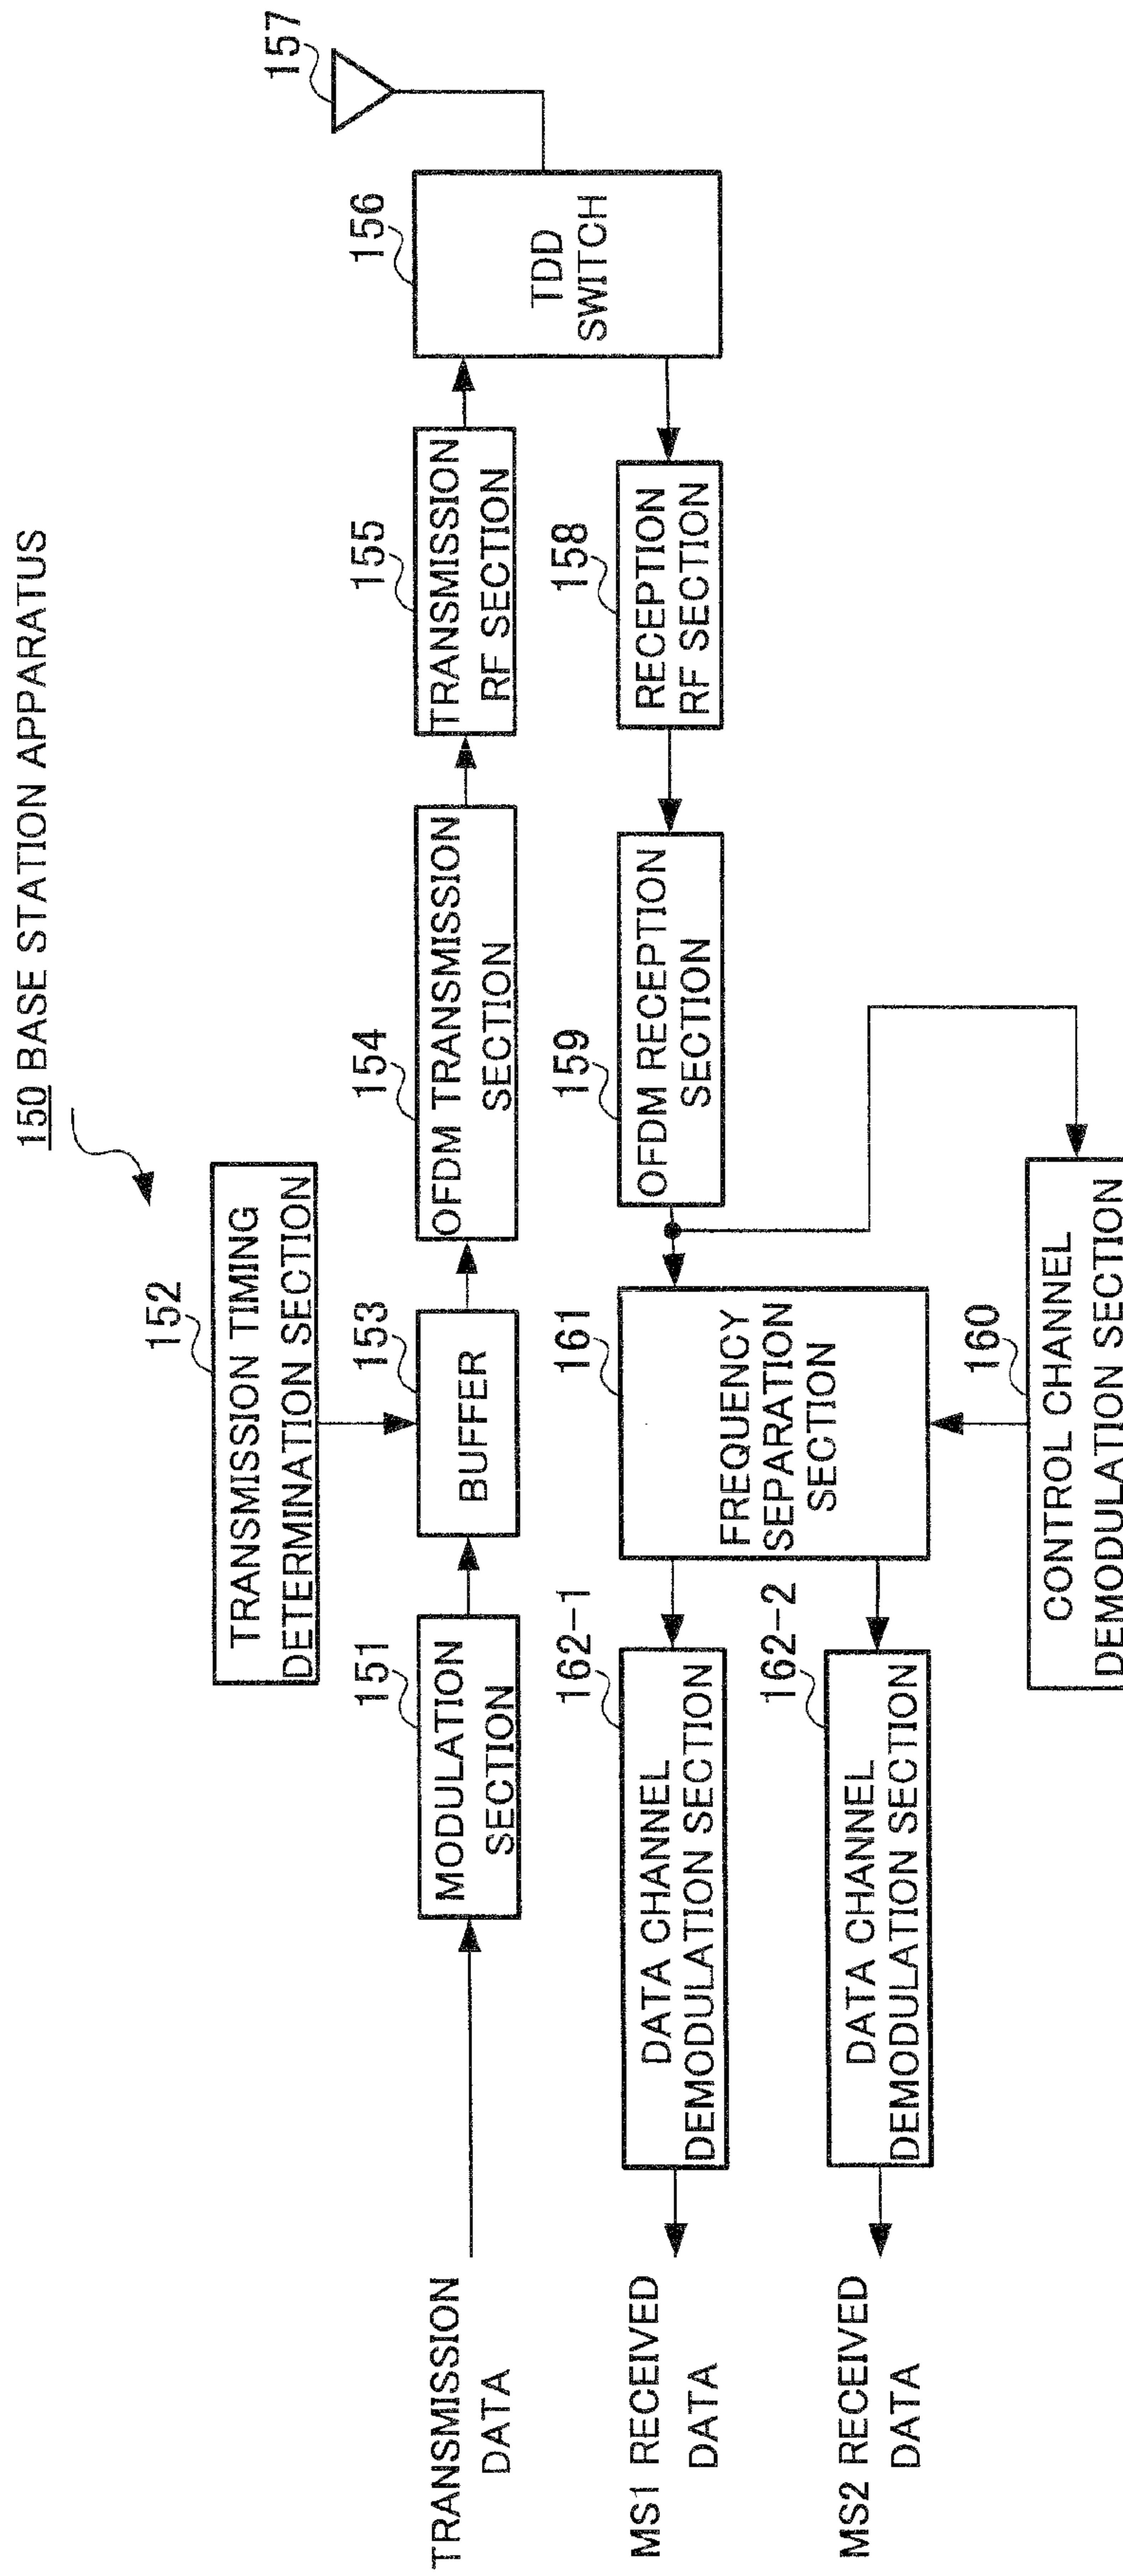 150 BASE STATION APPARATUS
152
TRANSMISSION TIMING
DETERMINATION SECTION
151
MODULATION
SECTION
153
BUFFER
154
OFDM TRANSMISSION
SECTION
155
TRANSMISSION
RF SECTION
156
TDD
SWITCH
157
TRANSMISSION
DATA
158
RECEPTION
RF SECTION
159
OFDM RECEPTION
SECTION
161
FREQUENCY
SEPARATION
SECTION
162-1
DATA CHANNEL
DEMODULATION SECTION
MS1 RECEIVED
DATA
162-2
DATA CHANNEL
DEMODULATION SECTION
MS2 RECEIVED
DATA
160
CONTROL CHANNEL
DEMODULATION SECTION